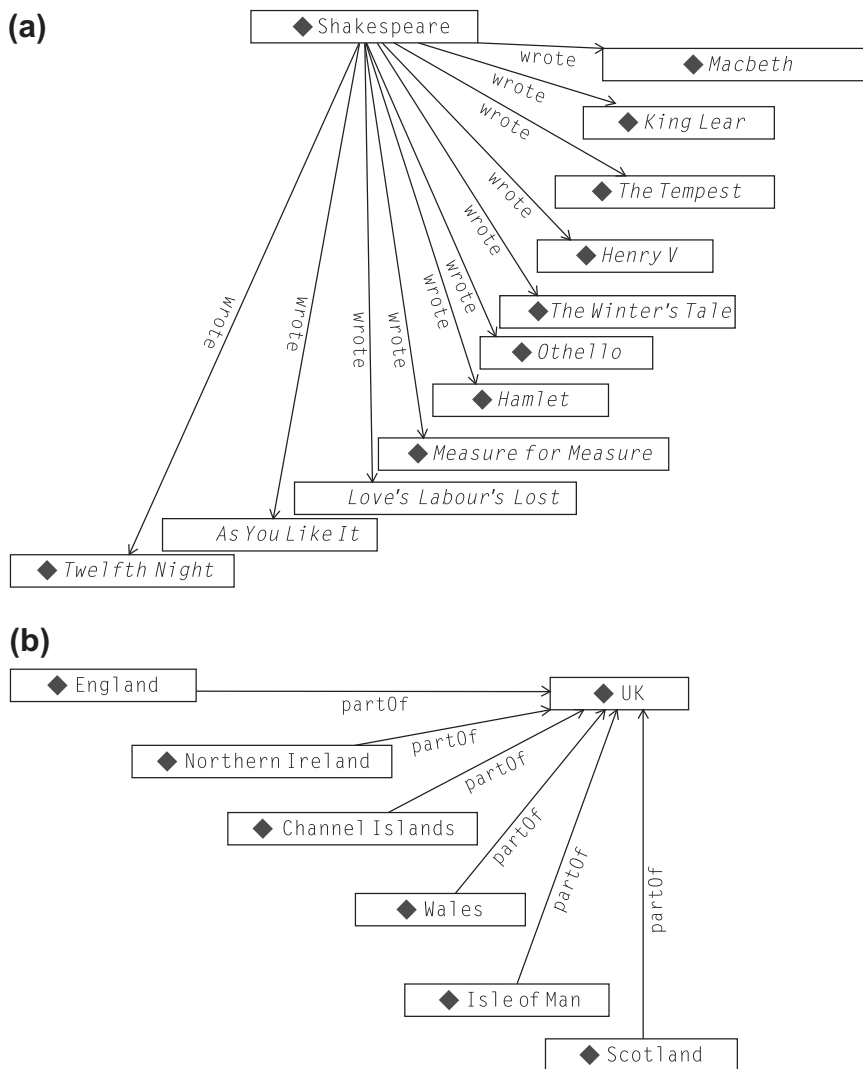 (a)
Shakespeare
wrote
Macbeth
wrote
King Lear
wrote
The Tempest
wrote
Henry V
wrote
The Winter's Tale
wrote
Othello
wrote
Hamlet
wrote
Measure for Measure
wrote
Love's Labour's Lost
wrote
As You Like It
wrote
Twelfth Night
(b)
England
partOf
UK
Northern Ireland
partOf
Channel Islands
partOf
Wales
partOf
Isle of Man
partOf
Scotland
partOf